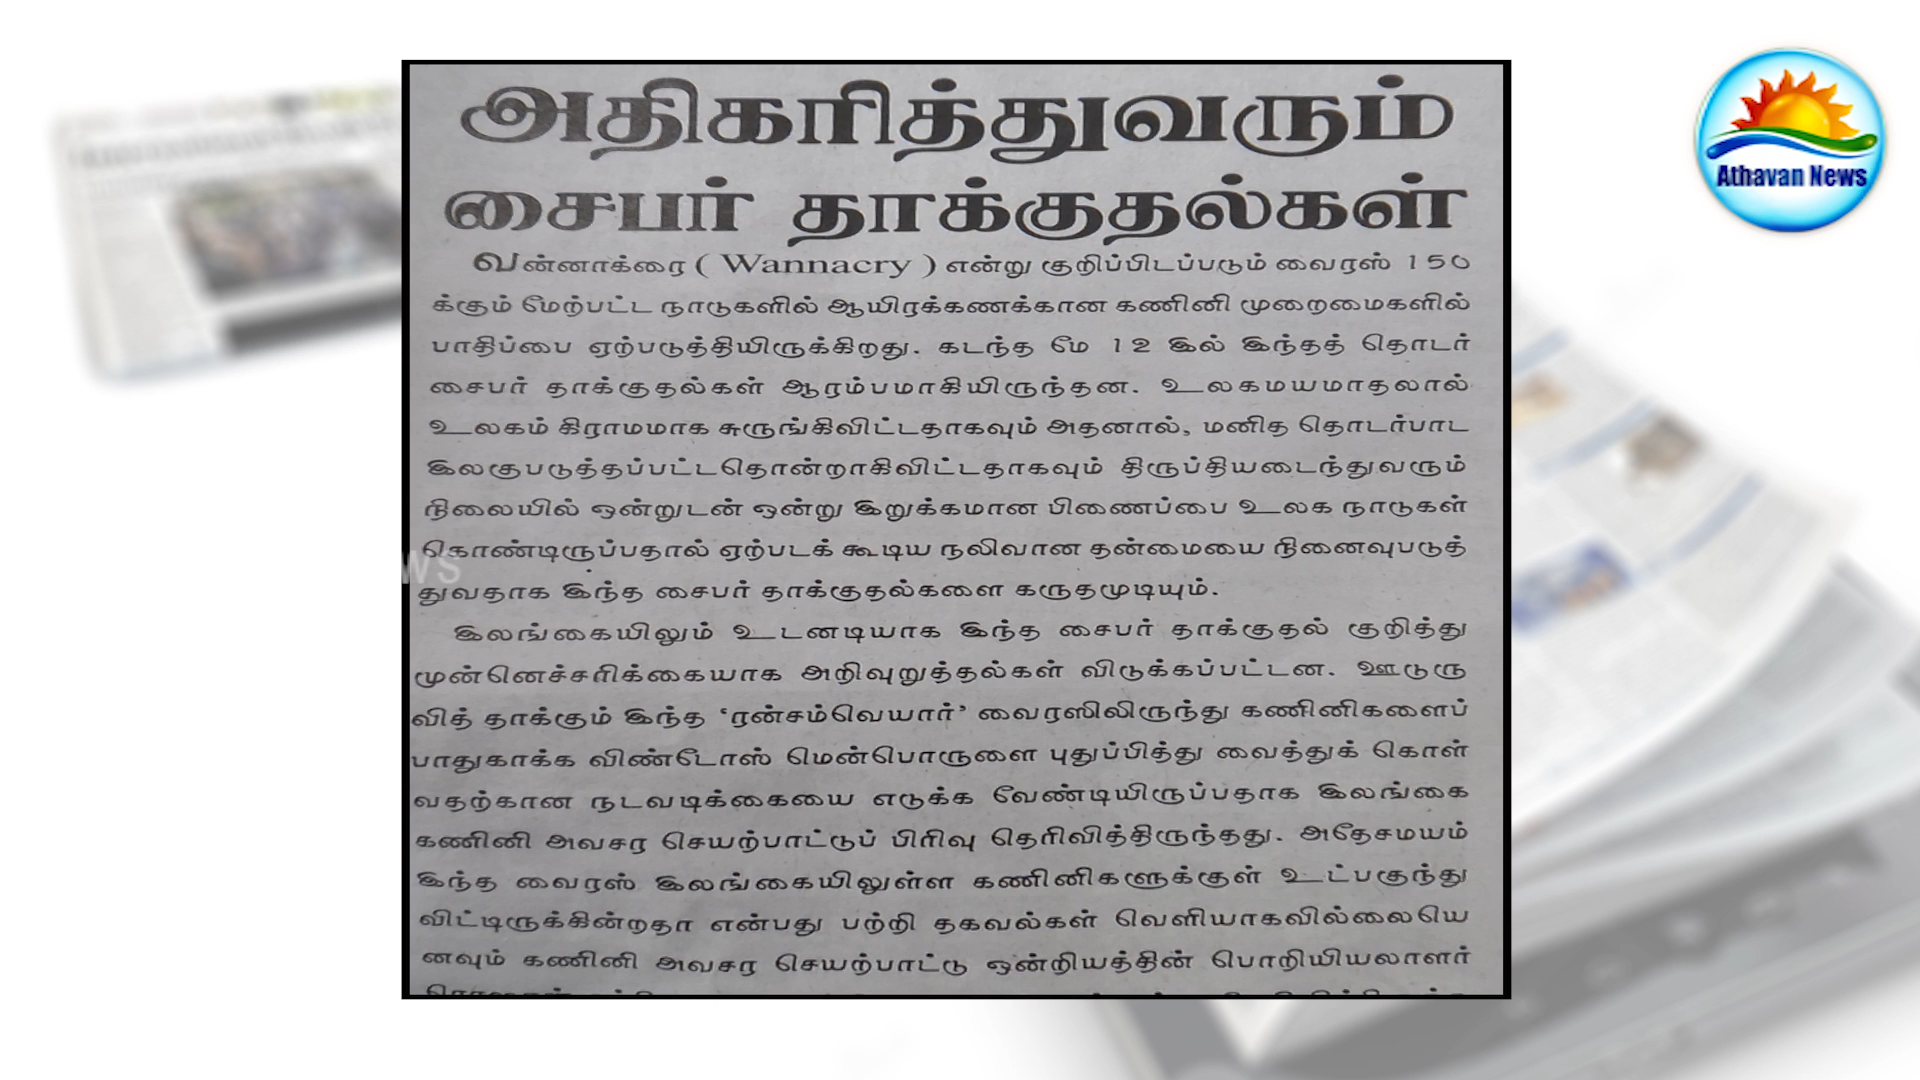 அதிகரித்துவரும்
சைபர் தாக்குதல்கள்
வன்னாக்ரை ( Wannacry ) என்று குறிப்பிடப்படும் வைரஸ் 150
க்கும் மேற்பட்ட நாடுகளில் ஆயிரக்கணக்கான கணினி முறைமைகளில்
பாதிப்பை ஏற்படுத்தியிருக்கிறது. கடந்த மே 12 இல் இந்தத் தொடர்
சைபர் தாக்குதல்கள் ஆரம்பமாகியிருந்தன. உலகமயமாதலால்
உலகம் கிராமமாக சுருங்கிவிட்டதாகவும் அதனால், மனித தொடர்பாட
இலகுபடுத்தப்பட்டதொன்றாகிவிட்டதாகவும் திருப்தியடைந்துவரும்
நிலையில் ஒன்றுடன் ஒன்று இறுக்கமான பிணைப்பை உலக நாடுகள்
கொண்டிருப்பதால் ஏற்படக் கூடிய நலிவான தன்மையை நினைவுபடுத்
துவதாக இந்த சைபர் தாக்குதல்களை கருதமுடியும்.
இலங்கையிலும் உடனடியாக இந்த சைபர் தாக்குதல் குறித்து
முன்னெச்சரிக்கையாக அறிவுறுத்தல்கள் விடுக்கப்பட்டன. ஊடுரு
வித் தாக்கும் இந்த ‘ரன்சம்வெயார்’ வைரஸிலிருந்து கணினிகளைப்
பாதுகாக்க விண்டோஸ் மென்பொருளை புதுப்பித்து வைத்துக் கொள்
வதற்கான நடவடிக்கையை எடுக்க வேண்டியிருப்பதாக இலங்கை
கணினி அவசர செயற்பாட்டுப் பிரிவு தெரிவித்திருந்தது. அதேசமயம்
இந்த வைரஸ் இலங்கையிலுள்ள கணினிகளுக்குள் உட்பகுந்து
விட்டிருக்கின்றதா என்பது பற்றி தகவல்கள் வெளியாகவில்லையெ
னவும் கணினி அவசர செயற்பாட்டு ஒன்றியத்தின் பொறியியலாளர்
Athavan News